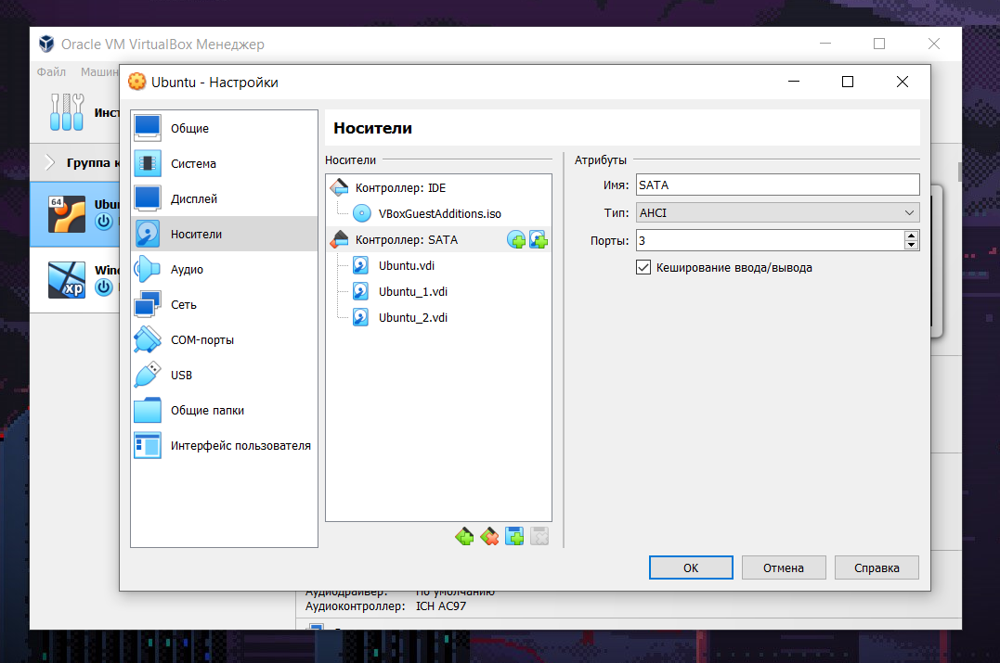 Oracle VM VirtualBox Менеджер
Файл Машин
Ubuntu - Настройки
Инст
Группа к
64
Ubu
Wind
xp
Общие
Система
Дисплей
Носители
Аудио
Сеть
COM-порты
USB
Общие папки
Интерфейс пользователя
Носители
Носители
Контроллер: IDE
VBoxGuestAdditions.iso
Контроллер: SATA
Ubuntu.vdi
Ubuntu_1.vdi
Ubuntu_2.vdi
Атрибуты
Имя: SATA
Тип: AHCI
Порты: 3
Кеширование ввода/вывода
OK Отмена Справка
Аудиодрайвер: По умолчанию
Аудиоконтроллер: ICH AC97